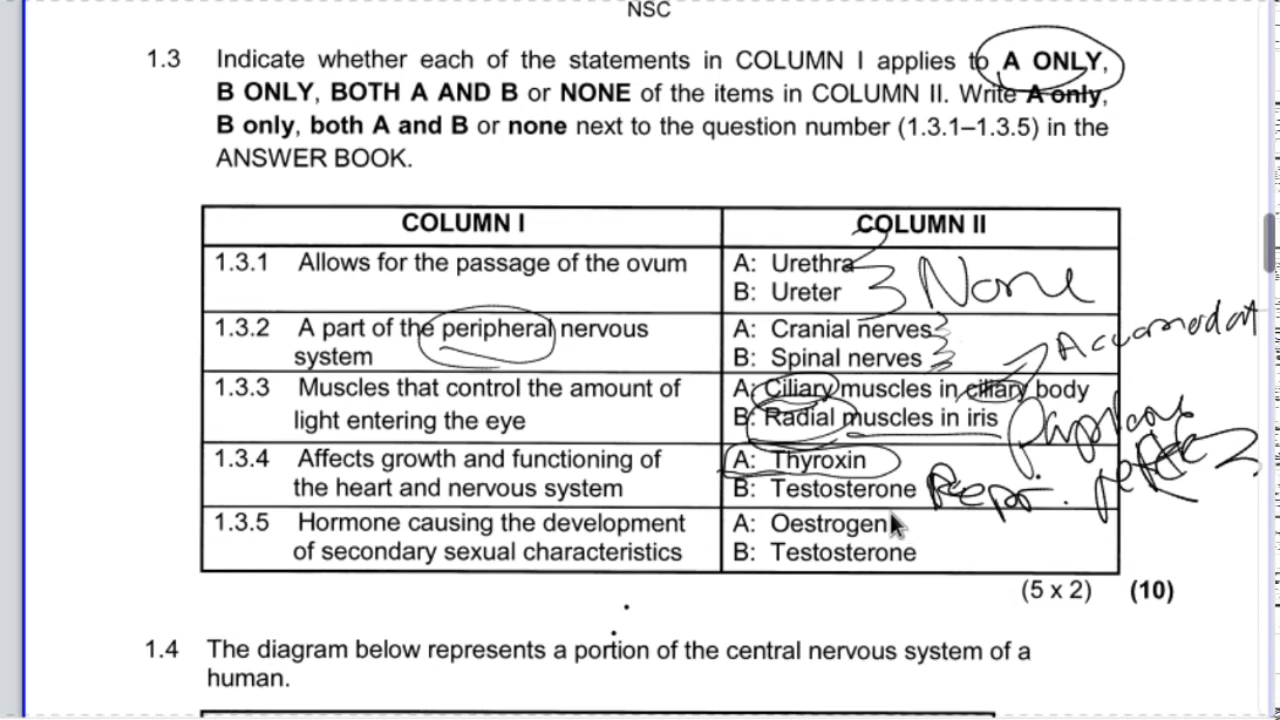 NSC
1.3 Indicate whether each of the statements in COLUMN I applies to A ONLY,
B ONLY, BOTH A AND B or NONE of the items in COLUMN II. Write A only,
B only, both A and B or none next to the question number (1.3.1–1.3.5) in the
ANSWER BOOK.
COLUMN I COLUMN II
1.3.1 Allows for the passage of the ovum
A: Urethra
B: Ureter
None
1.3.2 A part of the peripheral nervous
system
A: Cranial nerves
B: Spinal nerves
Accomodat
1.3.3 Muscles that control the amount of
light entering the eye
A: Ciliary muscles in ciliary body
B: Radial muscles in iris
1.3.4 Affects growth and functioning of
the heart and nervous system
A: Thyroxin
B: Testosterone
Repr.
1.3.5 Hormone causing the development
of secondary sexual characteristics
A: Oestrogen
B: Testosterone
(5 x 2) (10)
1.4 The diagram below represents a portion of the central nervous system of a
human.